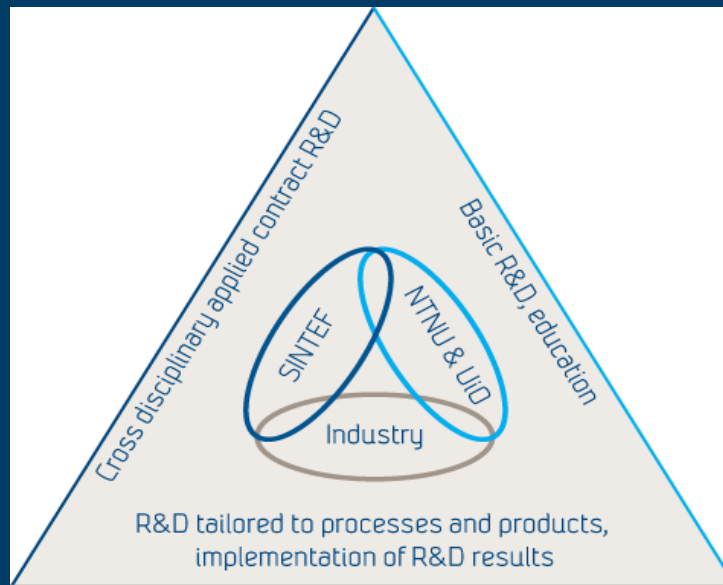 Cross disciplinary applied contract R&D
Basic R&D, education
SINTEF
NTNU & UiO
Industry
R&D tailored to processes and products,
implementation of R&D results